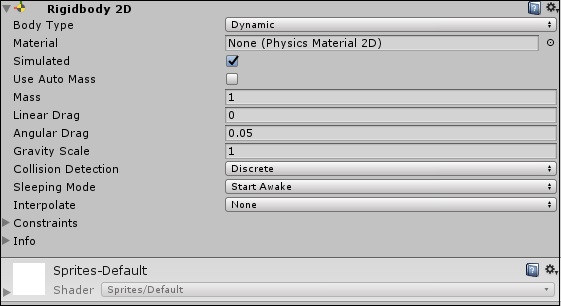 Rigidbody 2D
Body Type Dynamic
Material None (Physics Material 2D)
Simulated
Use Auto Mass
Mass 1
Linear Drag 0
Angular Drag 0.05
Gravity Scale 1
Collision Detection Discrete
Sleeping Mode Start Awake
Interpolate None
Constraints
Info
Sprites-Default
Shader Sprites/Default